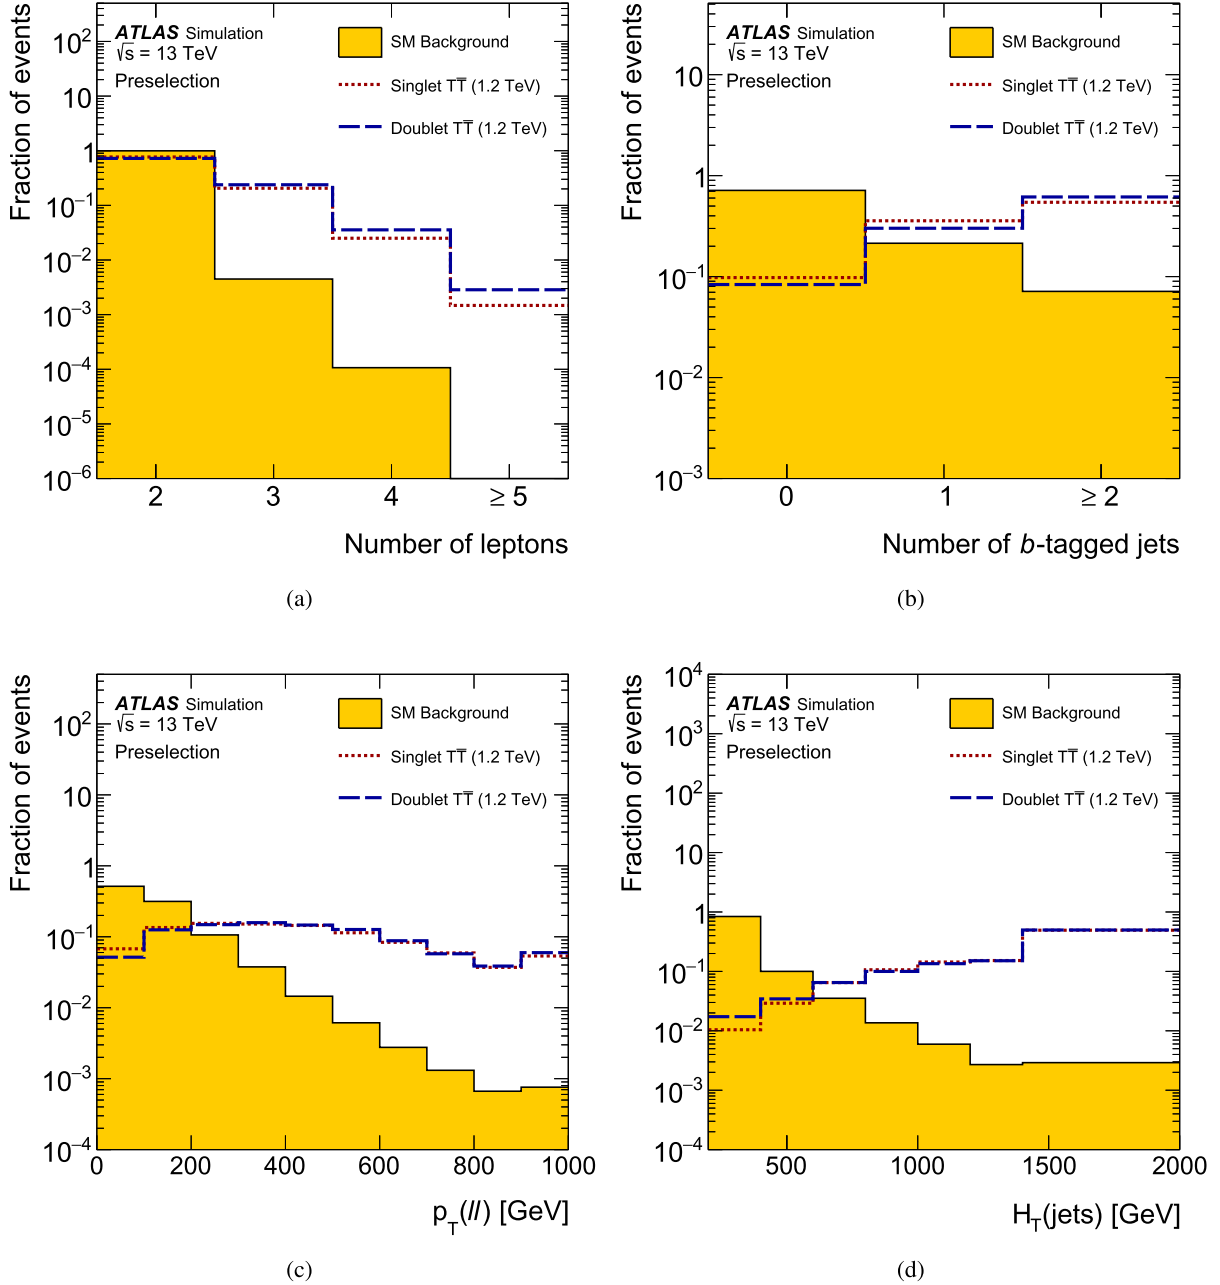 Fraction of events
ATLAS Simulation
√s = 13 TeV
Preselection
SM Background
Singlet TT̅ (1.2 TeV)
Doublet TT̅ (1.2 TeV)
10²
10
1
10⁻¹
10⁻²
10⁻³
10⁻⁴
10⁻⁵
10⁻⁶
2 3 4 ≥ 5
Number of leptons
(a)
Fraction of events
ATLAS Simulation
√s = 13 TeV
Preselection
SM Background
Singlet TT̅ (1.2 TeV)
Doublet TT̅ (1.2 TeV)
10
1
10⁻¹
10⁻²
10⁻³
0 1 ≥ 2
Number of b-tagged jets
(b)
Fraction of events
ATLAS Simulation
√s = 13 TeV
Preselection
SM Background
Singlet TT̅ (1.2 TeV)
Doublet TT̅ (1.2 TeV)
10²
10
1
10⁻¹
10⁻²
10⁻³
10⁻⁴
0 200 400 600 800 1000
p_T(ll) [GeV]
(c)
Fraction of events
ATLAS Simulation
√s = 13 TeV
Preselection
SM Background
Singlet TT̅ (1.2 TeV)
Doublet TT̅ (1.2 TeV)
10⁴
10³
10²
10
1
10⁻¹
10⁻²
10⁻³
10⁻⁴
500 1000 1500 2000
H_T(jets) [GeV]
(d)